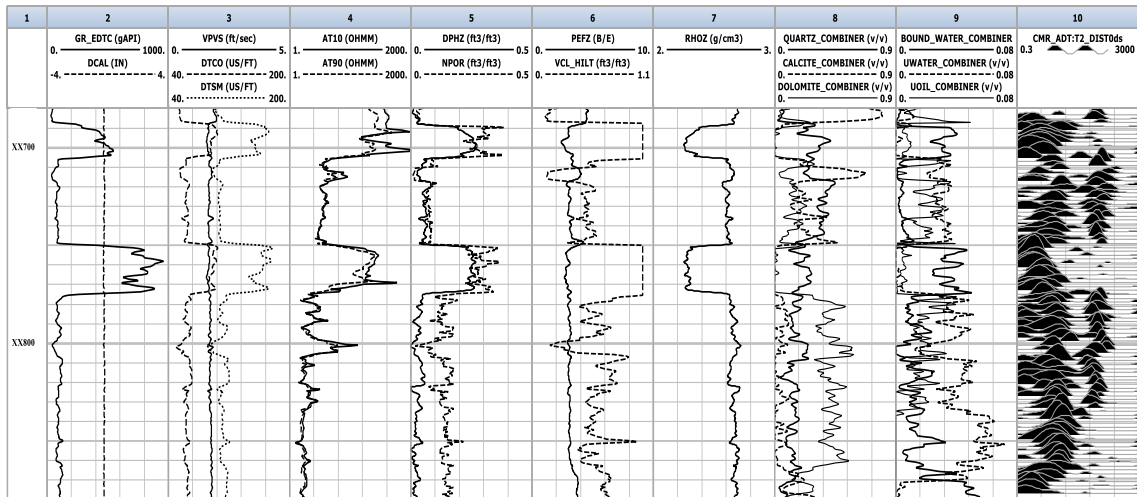 1 2 3 4 5 6 7 8 9 10
GR_EDTC (gAPI) VPVS (ft/sec) AT10 (OHMM) DPHZ (ft3/ft3) PEFZ (B/E) RHOZ (g/cm3) QUARTZ_COMBINER (v/v) BOUND_WATER_COMBINER CMR_ADT:T2_DIST0ds
0. 1000. 0. 5. 1. 2000. 0. 0.5 0. 10. 2. 3. 0. 0.9 0. 0.08 0.3 3000
DCAL (IN) DTCO (US/FT) AT90 (OHMM) NPOR (ft3/ft3) VCL_HILT (ft3/ft3) CALCITE_COMBINER (v/v) UWATER_COMBINER
-4. 4. 40. 200. 1. 2000. 0. 0.5 0. 1.1 0. 0.9 0. 0.08
DTSM (US/FT) DOLOMITE_COMBINER (v/v) UOIL_COMBINER
40. 200. 0. 0.9 0. 0.08
XX700
XX800